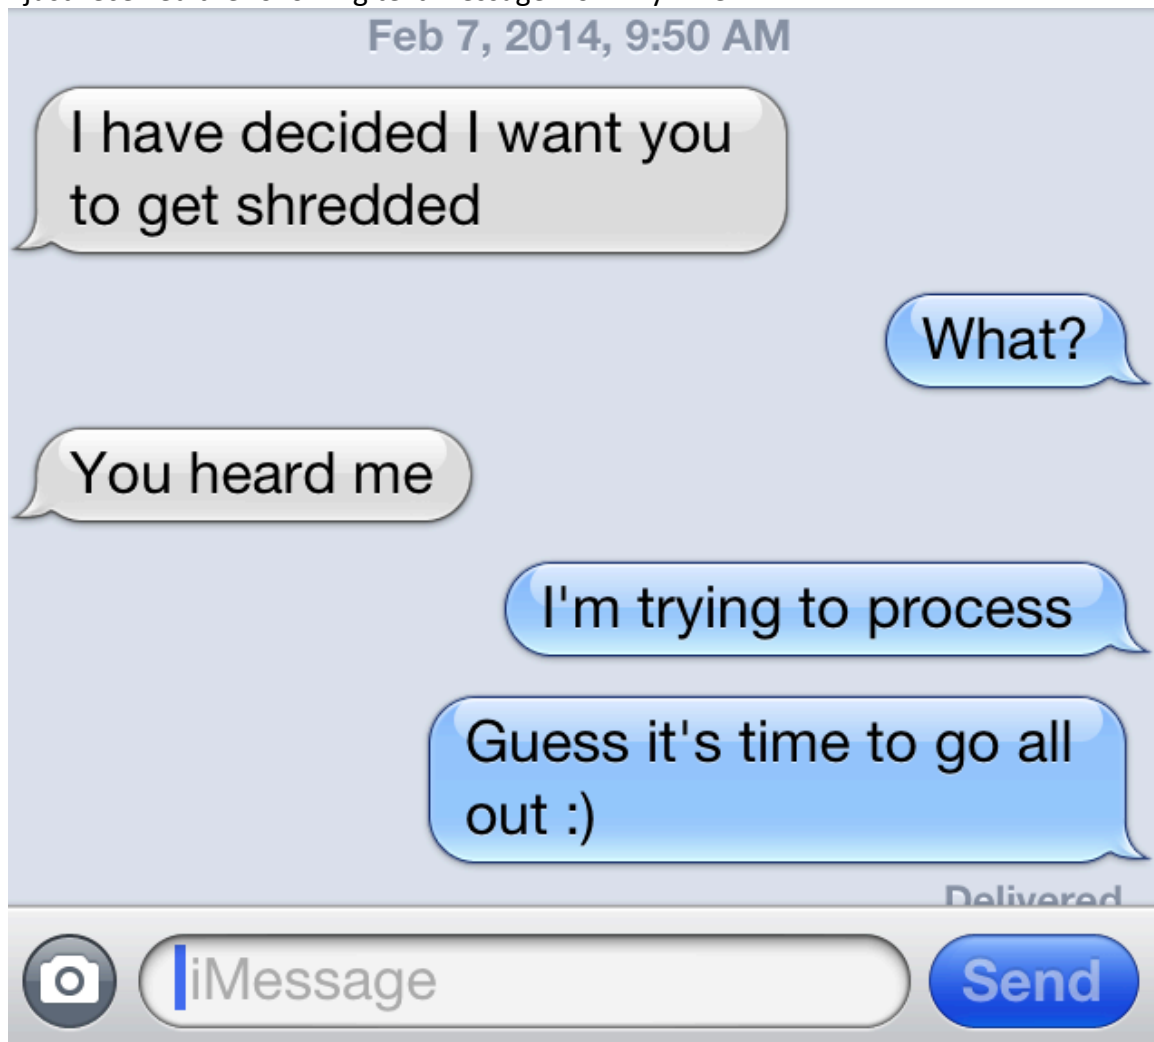 Feb 7, 2014, 9:50 AM
I have decided I want you
to get shredded
What?
You heard me
I'm trying to process
Guess it's time to go all
out :)
Delivered
iMessage
Send